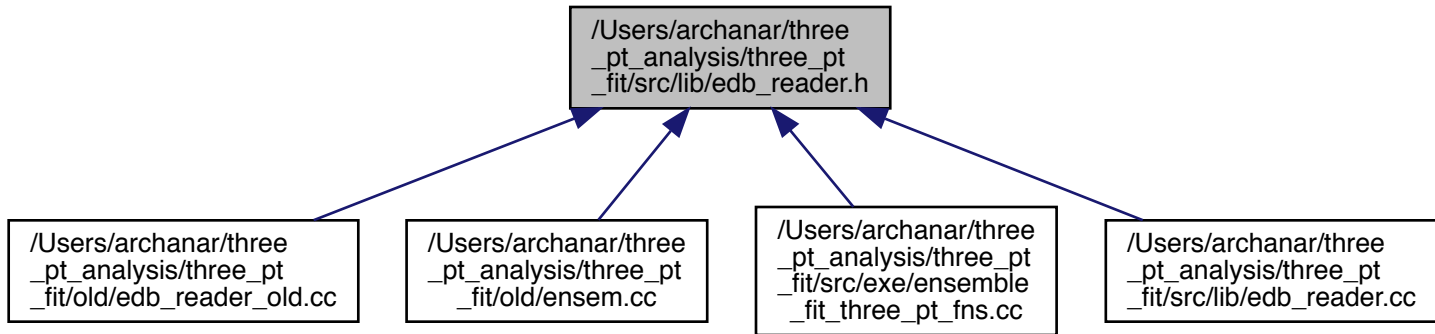 /Users/archanar/three
_pt_analysis/three_pt
_fit/src/lib/edb_reader.h
/Users/archanar/three
_pt_analysis/three_pt
_fit/old/edb_reader_old.cc
/Users/archanar/three
_pt_analysis/three_pt
_fit/old/ensem.cc
/Users/archanar/three
_pt_analysis/three_pt
_fit/src/exe/ensemble
_fit_three_pt_fns.cc
/Users/archanar/three
_pt_analysis/three_pt
_fit/src/lib/edb_reader.cc